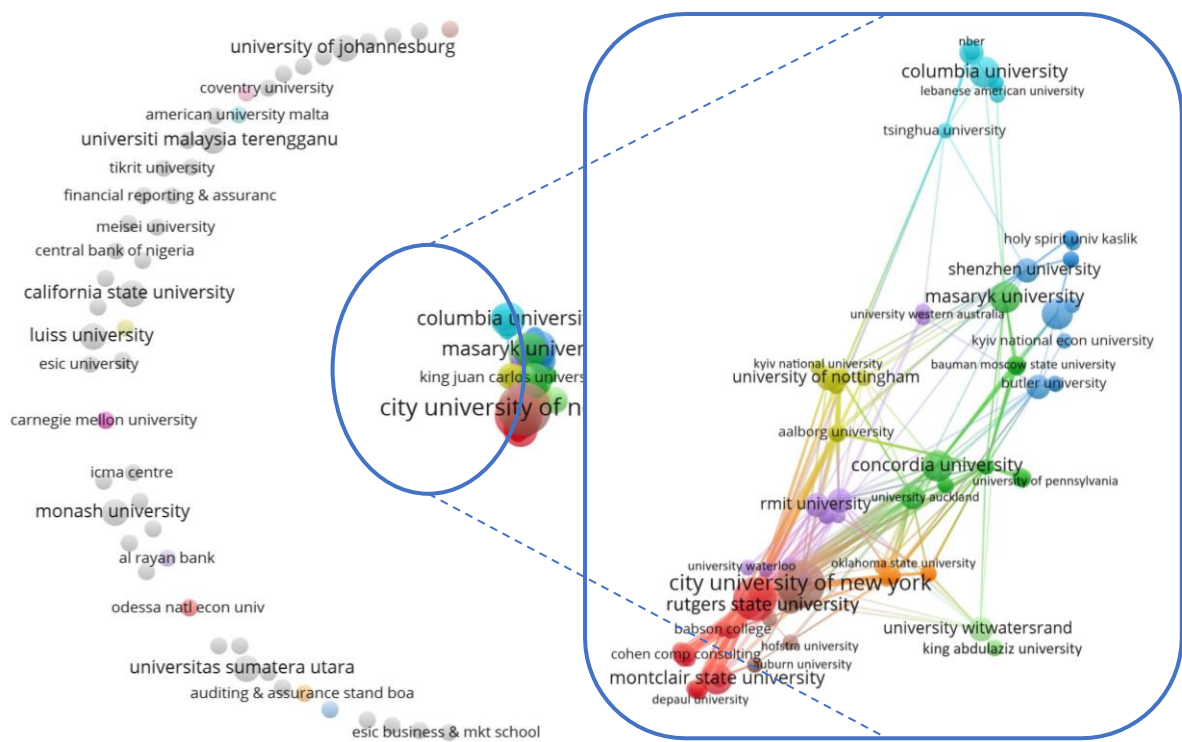 university of johannesburg
coventry university
american university malta
universiti malaysia terengganu
tikrit university
financial reporting & assuranc
meisei university
central bank of nigeria
california state university
luiss university
esic university
carnegie mellon university
icma centre
monash university
al rayan bank
odessa natl econ univ
universitas sumatera utara
auditing & assurance stand boa
esic business & mkt school
columbia universi
masaryk univer
king juan carlos univers
city university of n
nber
columbia university
lebanese american university
tsinghua university
holy spirit univ kaslik
shenzhen university
masaryk university
university western australia
kyiv national econ university
kyiv national university
bauman moscow state university
university of nottingham
butler university
aalborg university
concordia university
university of pennsylvania
university auckland
rmit university
university waterloo
oklahoma state university
city university of new york
rutgers state university
babson college
university witwatersrand
hofstra university
king abdulaziz university
cohen comp consulting
auburn university
montclair state university
depaul university